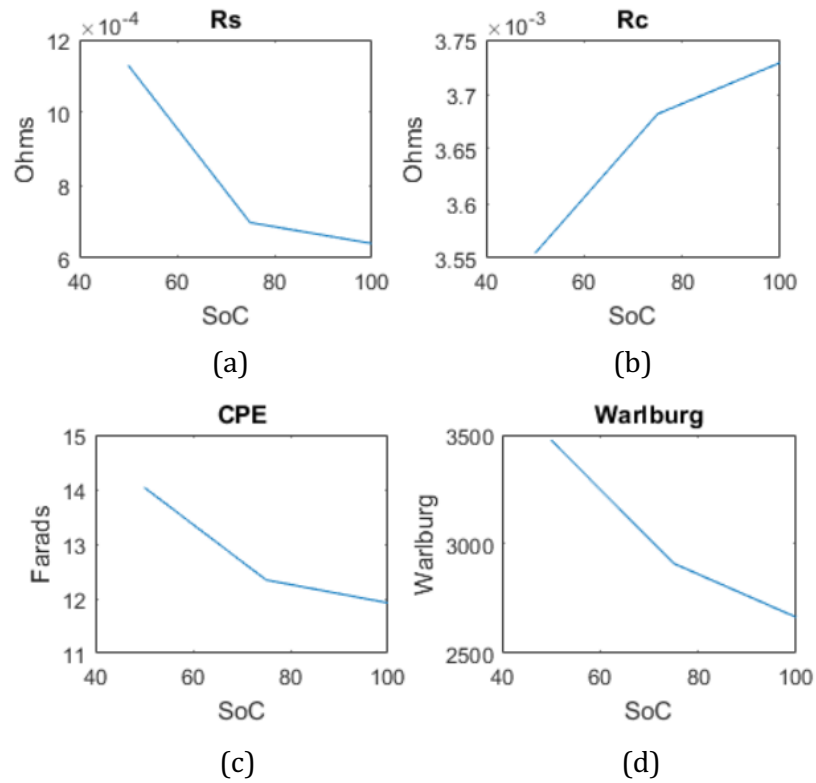 Rs
×10⁻⁴
12
10
8
6
Ohms
40 60 80 100
SoC
(a)
Rc
×10⁻³
3.75
3.7
3.65
3.6
3.55
Ohms
40 60 80 100
SoC
(b)
CPE
15
14
13
12
11
Farads
40 60 80 100
SoC
(c)
Warlburg
3500
3000
2500
Warlburg
40 60 80 100
SoC
(d)